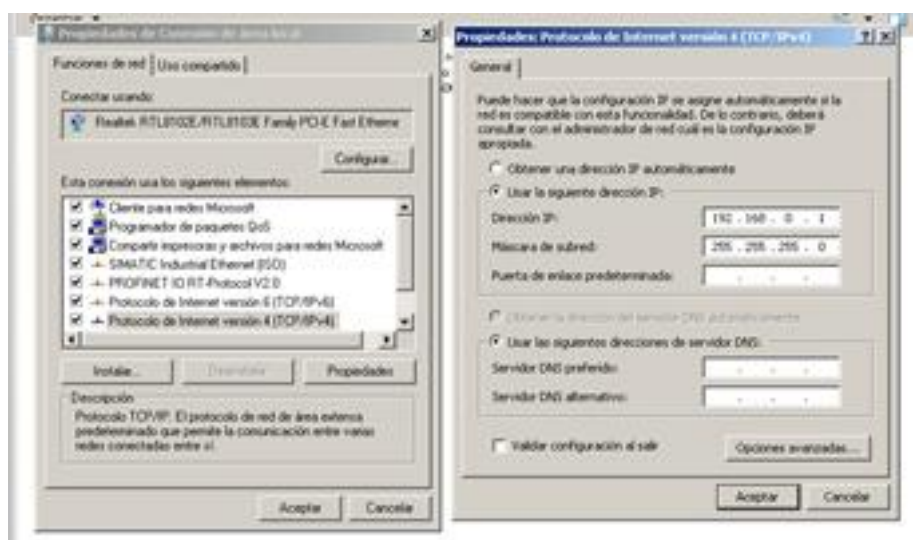 Propiedades de Conexión de área local
Funciones de red
Uso compartido
Conectar usando:
Realtek RTL8102E/RTL8103E Family PCI-E Fast Etherne
Configurar...
Esta conexión usa los siguientes elementos:
Cliente para redes Microsoft
Programador de paquetes QoS
Compartir impresoras y archivos para redes Microsoft
SIMATIC Industrial Ethernet (ISO)
PROFINET IO RT-Protocol V2.0
Protocolo de Internet versión 6 (TCP/IPv6)
Protocolo de Internet versión 4 (TCP/IPv4)
Instalar...
Desinstalar
Propiedades
Descripción
Protocolo TCP/IP. El protocolo de red de área extensa
predeterminado que permite la comunicación entre varias
redes conectadas entre sí.
Aceptar
Cancelar
Propiedades: Protocolo de Internet versión 4 (TCP/IPv4)
General
Puede hacer que la configuración IP se asigne automáticamente si la
red es compatible con esta funcionalidad. De lo contrario, deberá
consultar con el administrador de red cuál es la configuración IP
apropiada.
Obtener una dirección IP automáticamente
Usar la siguiente dirección IP:
Dirección IP: 192 . 168 . 0 . 1
Máscara de subred: 255 . 255 . 255 . 0
Puerta de enlace predeterminada: . . .
Obtener la dirección del servidor DNS automáticamente
Usar las siguientes direcciones de servidor DNS:
Servidor DNS preferido: . . .
Servidor DNS alternativo: . . .
Validar configuración al salir
Opciones avanzadas...
Aceptar
Cancelar